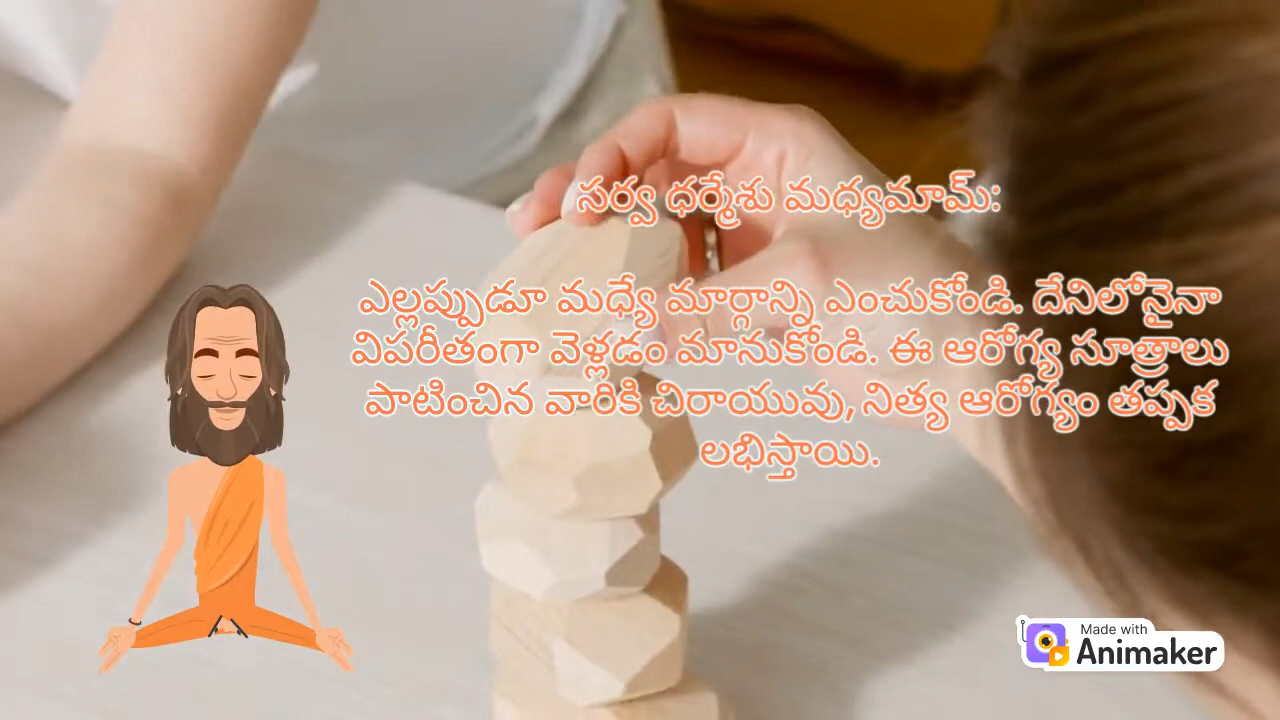 సర్వ ధర్మేశు మధ్యమామ్:
ఎల్లప్పుడూ మధ్యే మార్గాన్ని ఎంచుకోండి. దేనిలోనైనా
విపరీతంగా వెళ్లడం మానుకోండి. ఈ ఆరోగ్య సూత్రాలు
పాటించిన వారికి చిరాయువు, నిత్య ఆరోగ్యం తప్పక
లభిస్తాయి.
Made with
Animaker